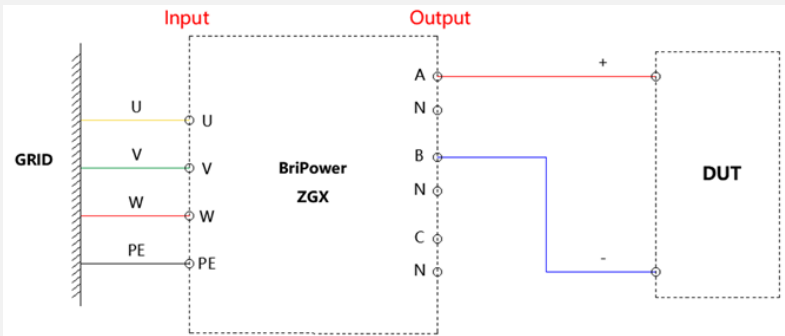 Input
Output
GRID
U
V
W
PE
U
V
W
PE
BriPower
ZGX
A
N
B
N
C
N
+
-
DUT